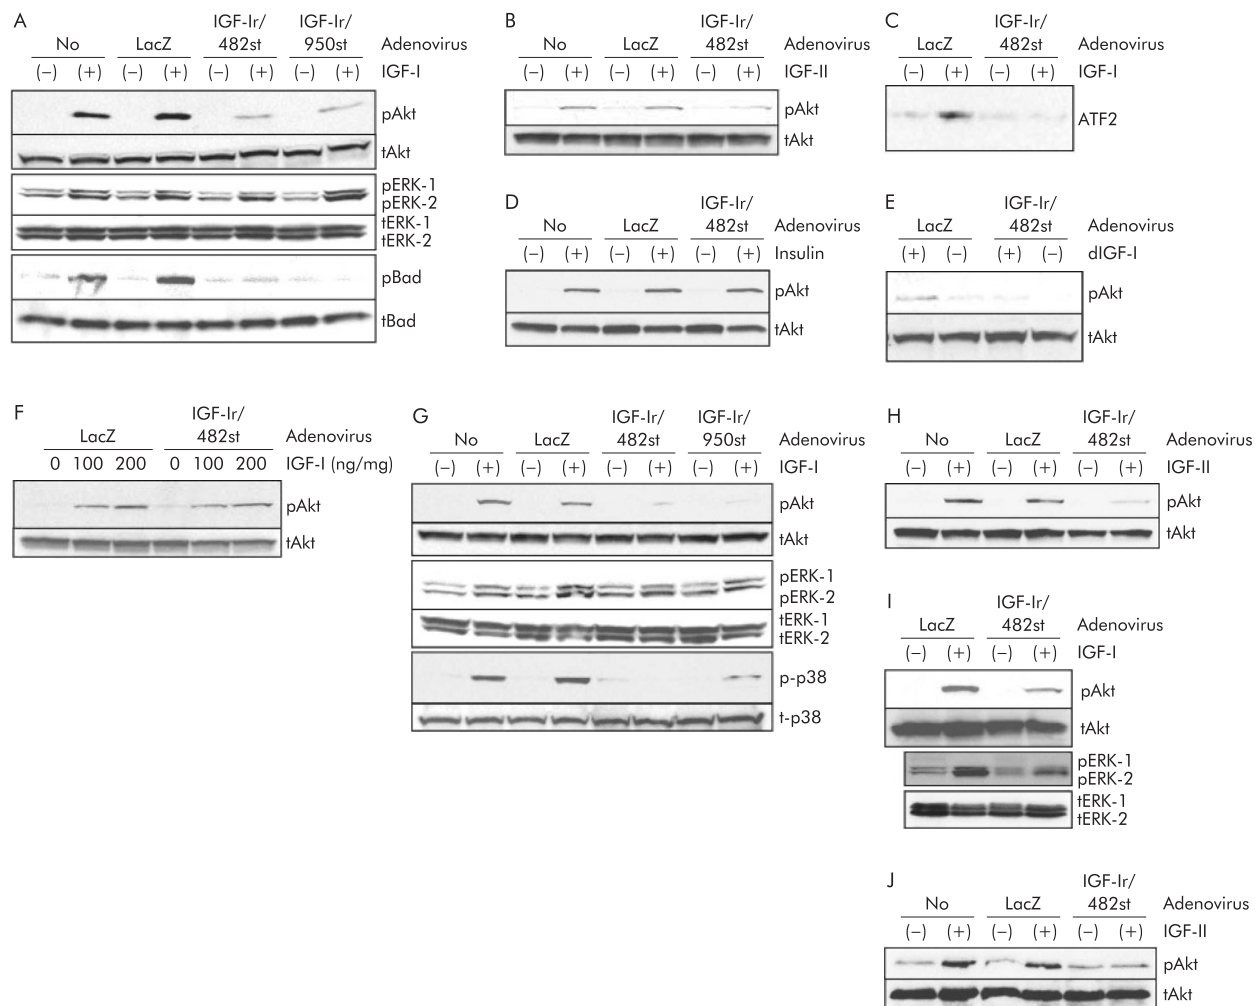 A
IGF-Ir/ IGF-Ir/
No LacZ 482st 950st Adenovirus
(–) (+) (–) (+) (–) (+) (–) (+) IGF-I
pAkt
tAkt
pERK-1
pERK-2
tERK-1
tERK-2
pBad
tBad
B
IGF-Ir/
No LacZ 482st Adenovirus
(–) (+) (–) (+) (–) (+) IGF-II
pAkt
tAkt
C
IGF-Ir/
LacZ 482st Adenovirus
(–) (+) (–) (+) IGF-I
ATF2
D
IGF-Ir/
No LacZ 482st Adenovirus
(–) (+) (–) (+) (–) (+) Insulin
pAkt
tAkt
E
IGF-Ir/
LacZ 482st Adenovirus
(+) (–) (+) (–) dIGF-I
pAkt
tAkt
F
IGF-Ir/
LacZ 482st Adenovirus
0 100 200 0 100 200 IGF-I (ng/mg)
pAkt
tAkt
G
IGF-Ir/ IGF-Ir/
No LacZ 482st 950st Adenovirus
(–) (+) (–) (+) (–) (+) (–) (+) IGF-I
pAkt
tAkt
pERK-1
pERK-2
tERK-1
tERK-2
p-p38
t-p38
H
IGF-Ir/
No LacZ 482st Adenovirus
(–) (+) (–) (+) (–) (+) IGF-II
pAkt
tAkt
I
IGF-Ir/
LacZ 482st Adenovirus
(–) (+) (–) (+) IGF-I
pAkt
tAkt
pERK-1
pERK-2
tERK-1
tERK-2
J
IGF-Ir/
No LacZ 482st Adenovirus
(–) (+) (–) (+) (–) (+) IGF-II
pAkt
tAkt